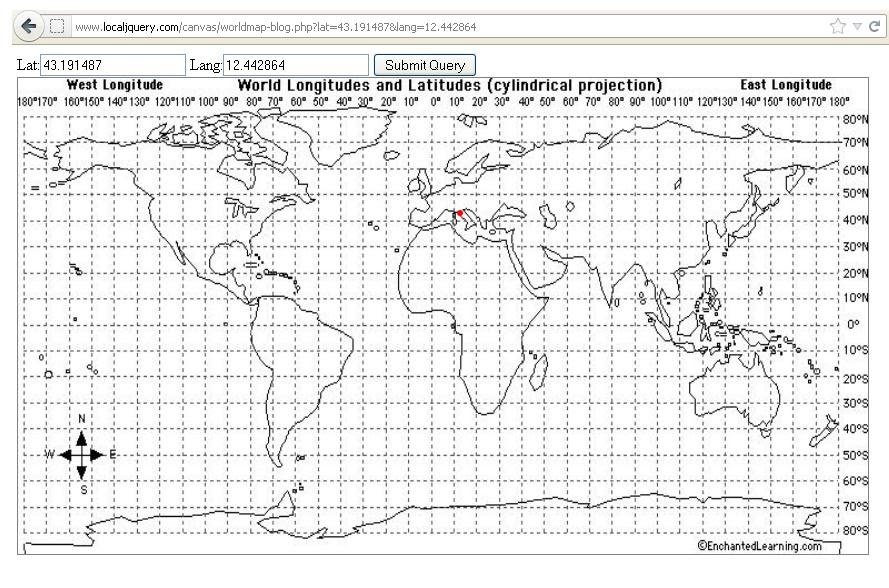 www.localjquery.com/canvas/worldmap-blog.php?lat=43.191487&lang=12.442864
Lat: 43.191487 Lang: 12.442864 Submit Query
West Longitude World Longitudes and Latitudes (cylindrical projection) East Longitude
180°170° 160°150° 140° 120°110° 100° 90° 80° 70° 60° 50° 40° 30° 20° 10° 0° 10° 20° 30° 40° 50° 60° 70° 80° 90° 100° 110° 120°130° 140° 150° 160°170° 180°
80°N
70°N
60°N
50°N
40°N
30°N
20°N
10°N
0°
10°S
20°S
30°S
N
40°S
W E
50°S
S
60°S
70°S
80°S
©EnchantedLearning.com